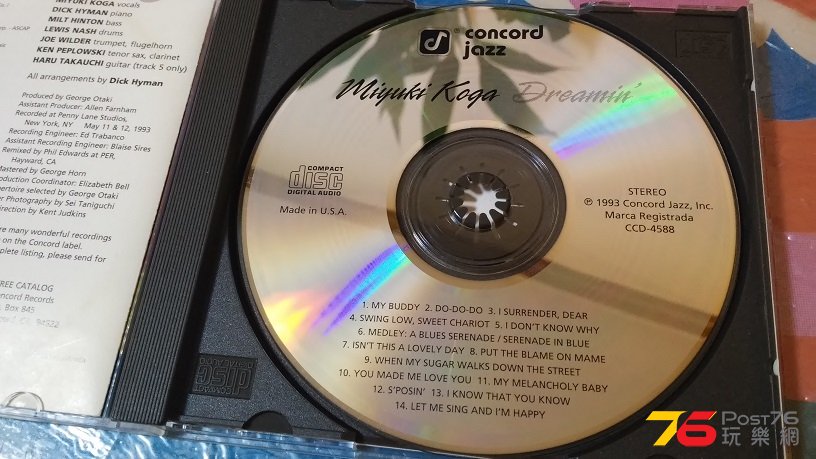 MIYUKI KOGA vocals
DICK HYMAN piano
MILT HINTON bass
LEWIS NASH drums
JOE WILDER trumpet, flugelhorn
KEN PEPLOWSKI tenor sax, clarinet
HARU TAKAUCHI guitar (track 5 only)
- ASCAP
All arrangements by Dick Hyman
Produced by George Otaki
Assistant Producer: Allen Farnham
Recorded at Penny Lane Studios,
New York, NY May 11 & 12, 1993
Recording Engineer: Ed Trabanco
Assistant Recording Engineer: Blaise Sires
Remixed by Phil Edwards at PER,
Hayward, CA
Mastered by George Horn
Coordinator: Elizabeth Bell
selected by George Otaki
Photography by Sei Taniguchi
by Kent Judkins
are many wonderful recordings
on the Concord label.
listing, please send for
FREE CATALOG
Concord Records
Box 845
concord
jazz
Miyuki Koga Dreamin'
COMPACT
disc
DIGITAL AUDIO
Made in U.S.A.
STEREO
℗ 1993 Concord Jazz, Inc.
Marca Registrada
CCD-4588
1. MY BUDDY 2. DO-DO-DO 3. I SURRENDER, DEAR
4. SWING LOW, SWEET CHARIOT 5. I DON'T KNOW WHY
6. MEDLEY: A BLUES SERENADE / SERENADE IN BLUE
7. ISN'T THIS A LOVELY DAY 8. PUT THE BLAME ON MAME
9. WHEN MY SUGAR WALKS DOWN THE STREET
10. YOU MADE ME LOVE YOU 11. MY MELANCHOLY BABY
12. S'POSIN' 13. I KNOW THAT YOU KNOW
14. LET ME SING AND I'M HAPPY
disc
76 Post76
玩樂網